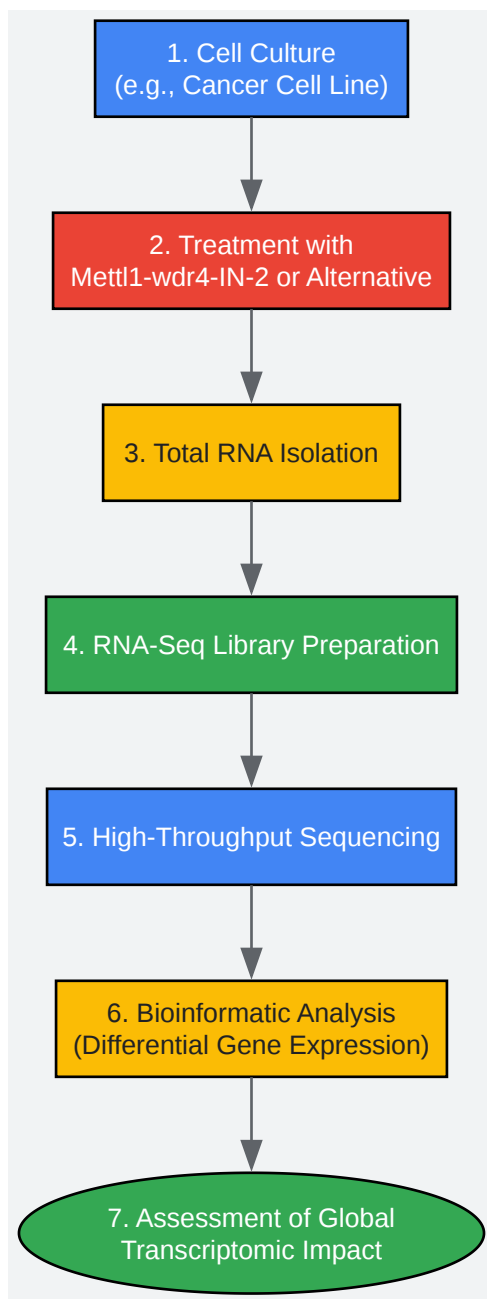 1. Cell Culture
(e.g., Cancer Cell Line)
2. Treatment with
Mettl1-wdr4-IN-2 or Alternative
3. Total RNA Isolation
4. RNA-Seq Library Preparation
5. High-Throughput Sequencing
6. Bioinformatic Analysis
(Differential Gene Expression)
7. Assessment of Global
Transcriptomic Impact